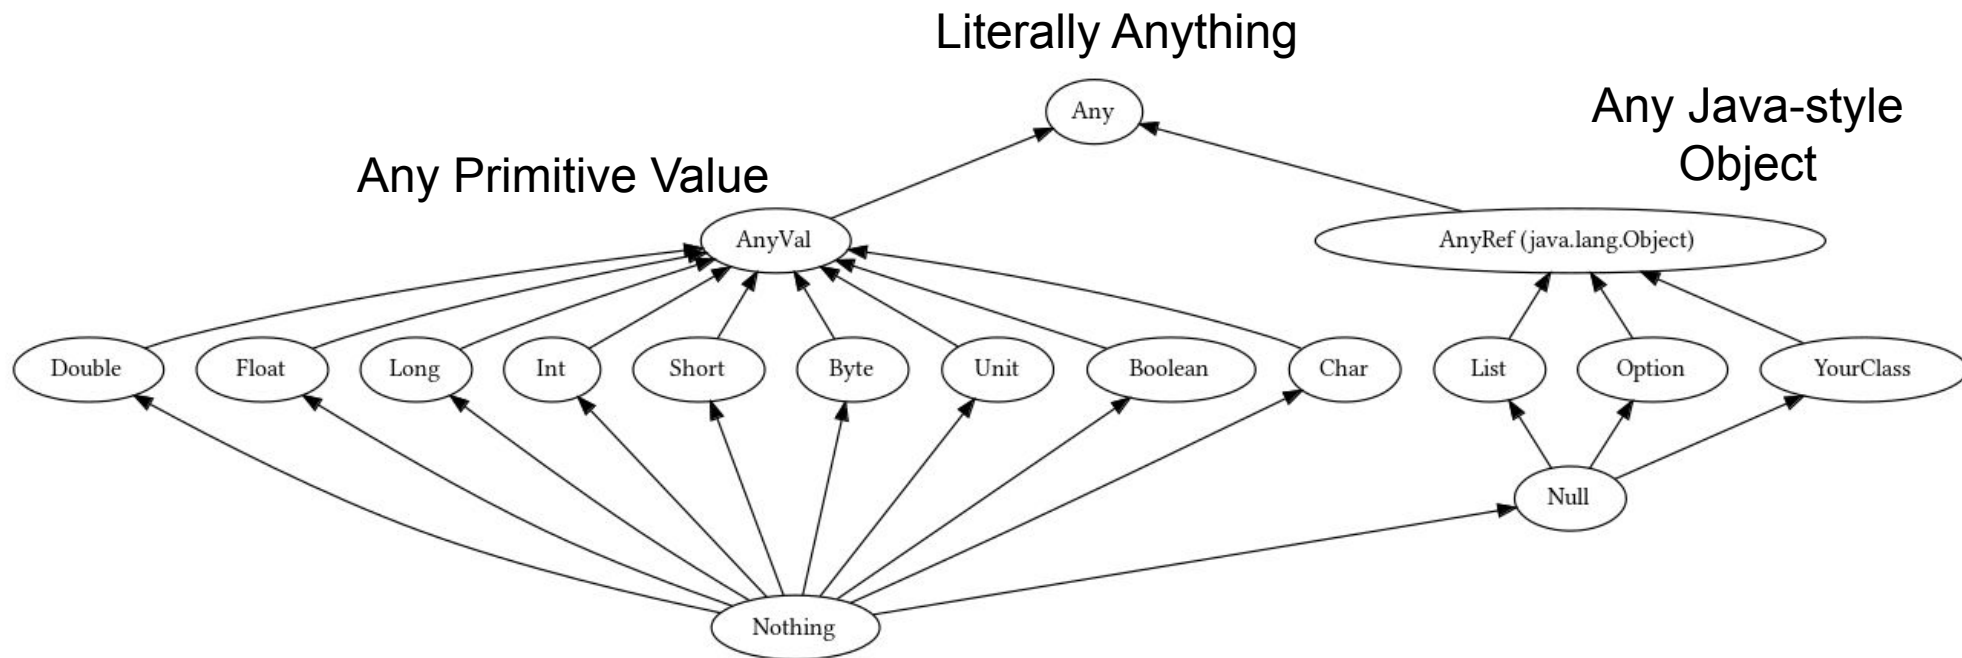 Literally Anything
Any
Any Java-style
Object
Any Primitive Value
AnyVal
AnyRef (java.lang.Object)
Double
Float
Long
Int
Short
Byte
Unit
Boolean
Char
List
Option
YourClass
Null
Nothing